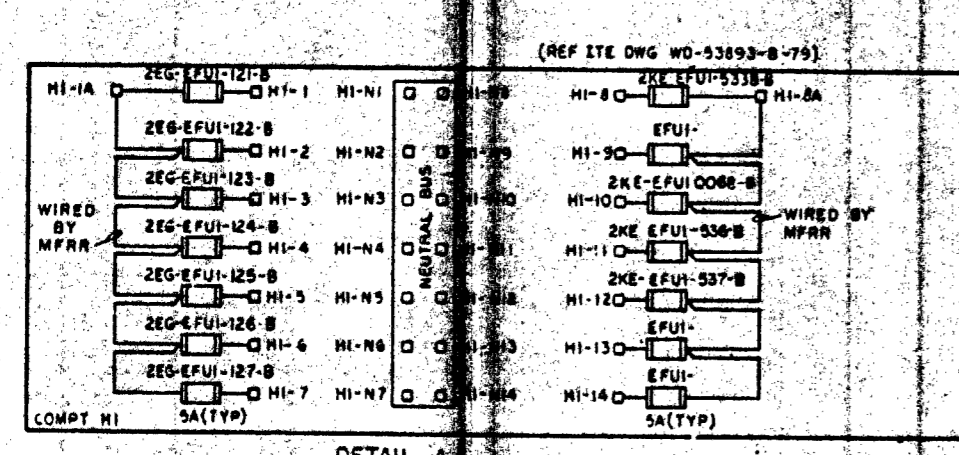 (REF ITE DWG WD-53893-B-79)
2EG-EFU1-121-B
H1-1A
H1-1
2EG-EFU1-122-B
H1-2
2EG-EFU1-123-B
H1-3
WIRED
BY
MFRR
2EG-EFU1-124-B
H1-4
2EG-EFU1-125-B
H1-5
2EG-EFU1-126-B
H1-6
2EG-EFU1-127-B
H1-7
COMPT H1
5A(TYP)
H1-N1
H1-N2
H1-N3
H1-N4
H1-N5
H1-N6
H1-N7
NEUTRAL BUS
2KE EFU1-533B-B
H1-8
H1-8A
EFU1-
H1-9
2KE-EFU1 006B-B
H1-10
WIRED BY
MFRR
2KE EFU1-536-B
H1-11
2KE-EFU1-537-B
H1-12
EFU1-
H1-13
EFU1-
H1-14
5A(TYP)
DETAIL